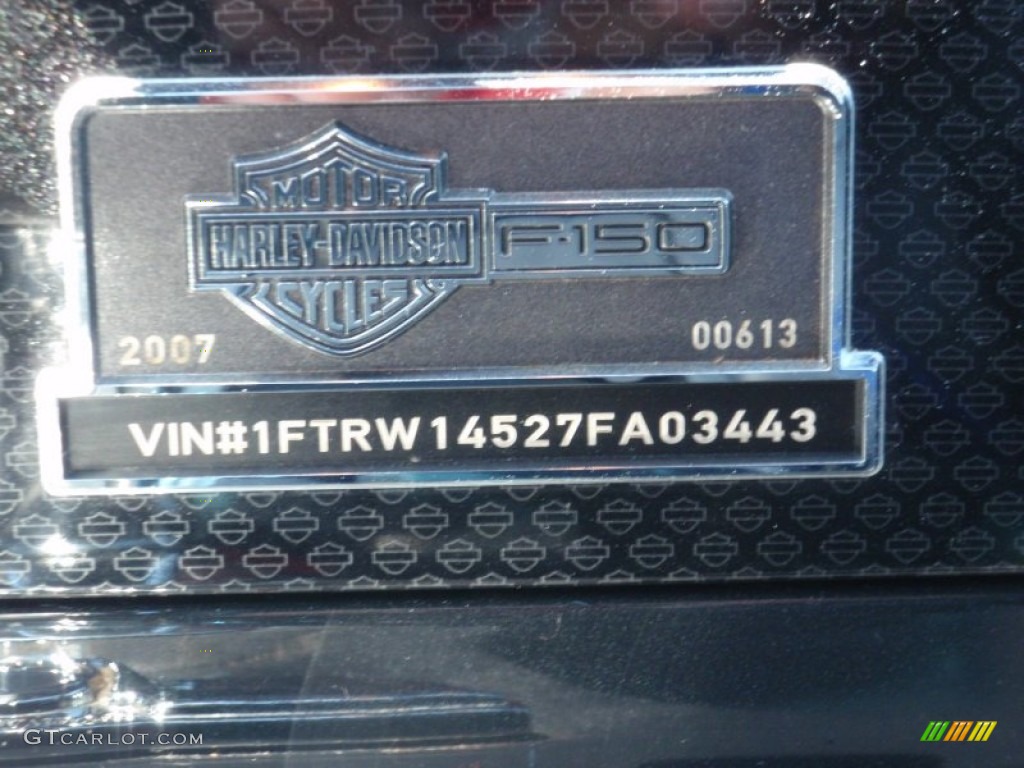 MOTOR
HARLEY-DAVIDSON F-150
CYCLES
2007 00613
VIN#1FTRW14527FA03443
GTCARLOT.COM